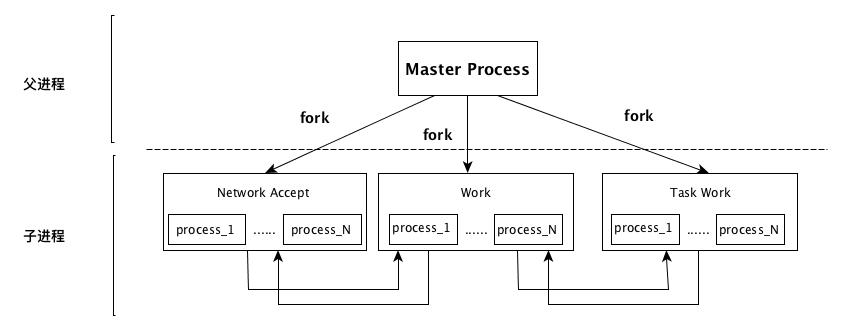 父进程
Master Process
fork
fork
fork
子进程
Network Accept
process_1 ...... process_N
Work
process_1 ...... process_N
Task Work
process_1 ...... process_N